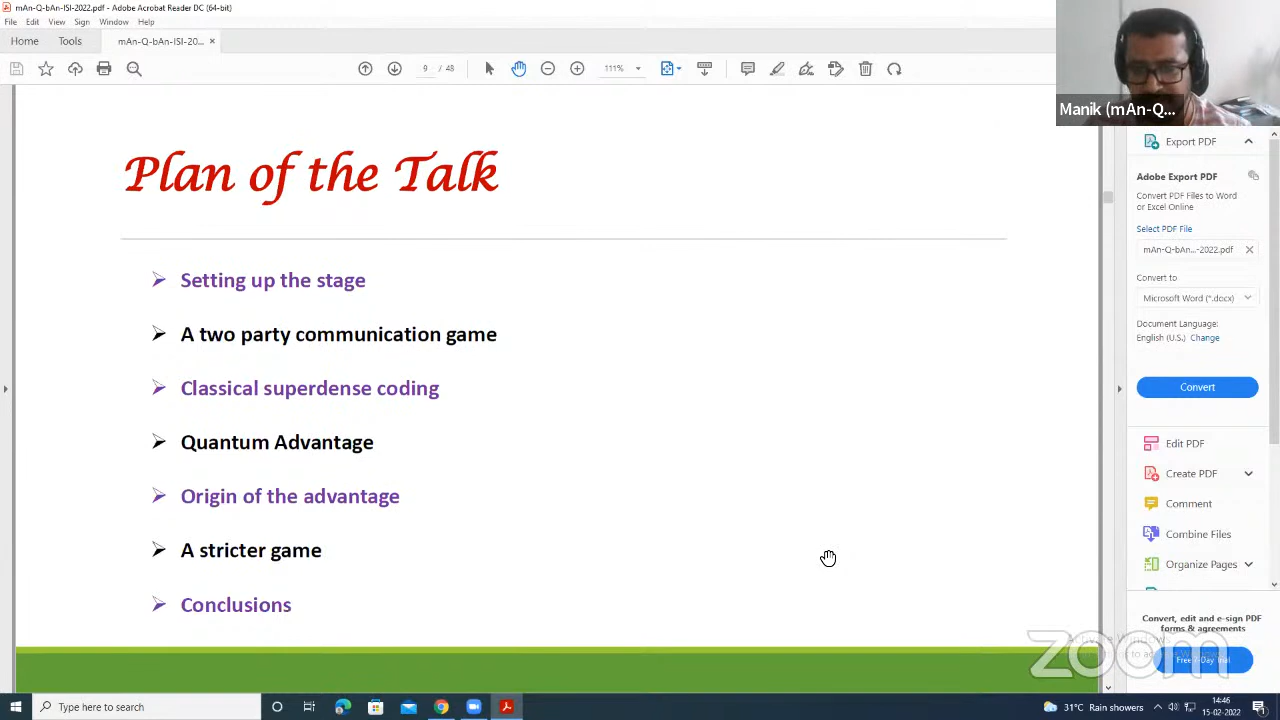 mAn-Q-bAn-ISI-2022.pdf - Adobe Acrobat Reader DC (64-bit)
File Edit View Sign Window Help
Home Tools mAn-Q-bAn-ISI-20... ×
9 / 48 111%
Manik (mAn-Q...
Plan of the Talk
Setting up the stage
A two party communication game
Classical superdense coding
Quantum Advantage
Origin of the advantage
A stricter game
Conclusions
Export PDF
Adobe Export PDF
Convert PDF Files to Word
or Excel Online
Select PDF File
mAn-Q-bAn...-2022.pdf
Convert to
Microsoft Word (*.docx)
Document Language:
English (U.S.) Change
Convert
Edit PDF
Create PDF
Comment
Combine Files
Organize Pages
Convert, edit and e-sign PDF
forms & agreements
Free 7-Day Trial
zoom
Type here to search
31°C Rain showers
14:46
15-02-2022
1